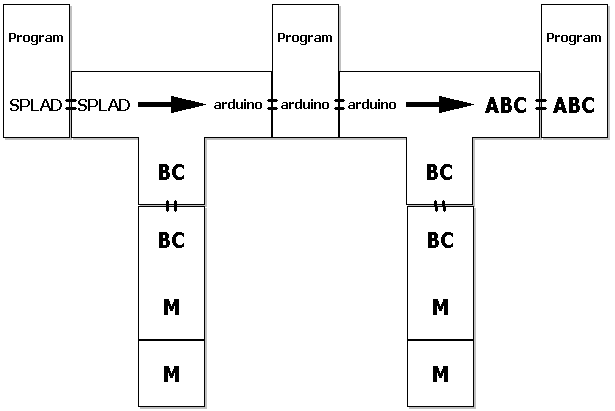 Program Program Program
SPLAD SPLAD arduino arduino arduino ABC ABC
BC BC
BC BC
M M
M M